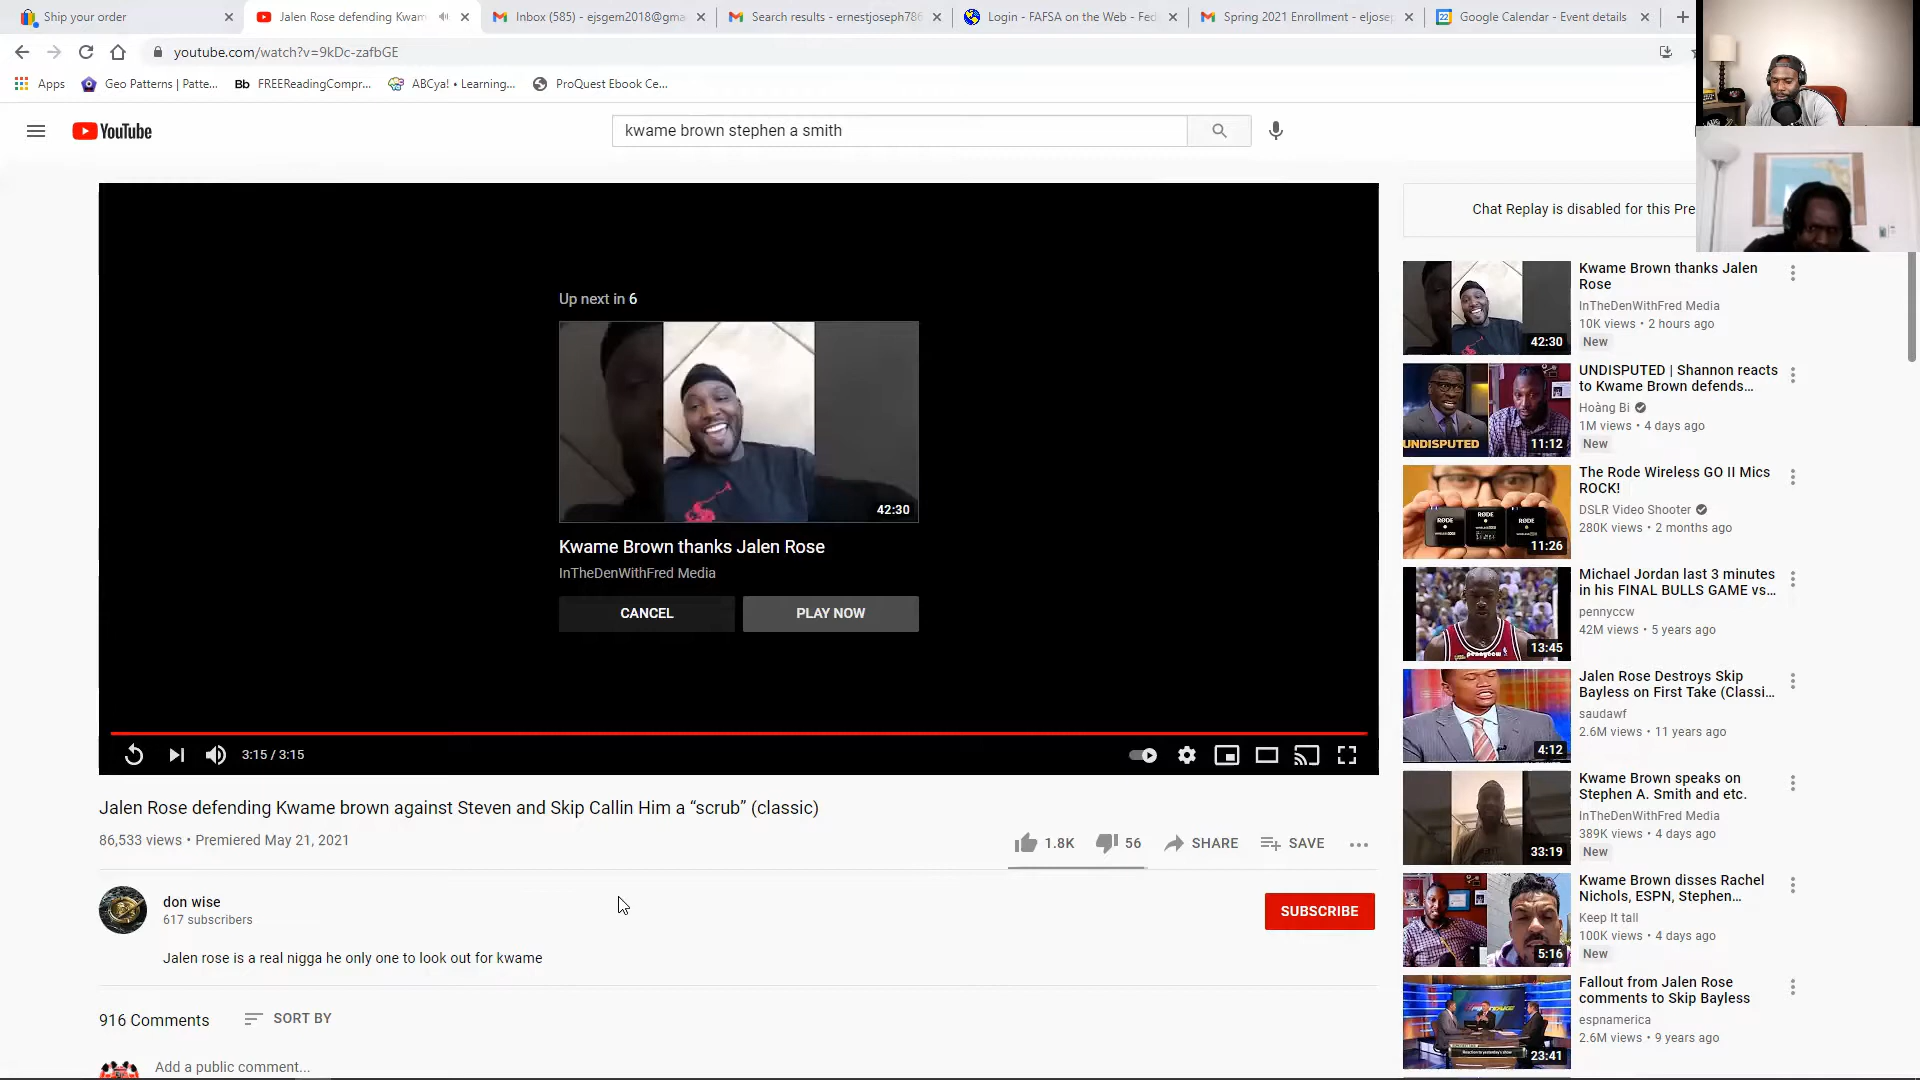 Ship your order
Jalen Rose defending Kwam
Inbox (585) - ejsgem2018@gma
Search results - ernestjoseph786
Login - FAFSA on the Web - Fed
Spring 2021 Enrollment - eljosep
Google Calendar - Event details
youtube.com/watch?v=9kDc-zafbGE
Apps
Geo Patterns | Patte...
Bb FREEReadingCompr...
ABCya! • Learning...
ProQuest Ebook Ce...
YouTube
kwame brown stephen a smith
Up next in 6
42:30
Kwame Brown thanks Jalen Rose
InTheDenWithFred Media
CANCEL
PLAY NOW
3:15 / 3:15
Jalen Rose defending Kwame brown against Steven and Skip Callin Him a “scrub” (classic)
86,533 views • Premiered May 21, 2021
1.8K
56
SHARE
SAVE
don wise
617 subscribers
SUBSCRIBE
Jalen rose is a real nigga he only one to look out for kwame
916 Comments
SORT BY
Add a public comment...
Chat Replay is disabled for this Pre
42:30
Kwame Brown thanks Jalen
Rose
InTheDenWithFred Media
10K views • 2 hours ago
New
UNDISPUTED
11:12
UNDISPUTED | Shannon reacts
to Kwame Brown defends...
Hoàng Bi
1M views • 4 days ago
New
RØDE
RØDE
RØDE
11:26
The Rode Wireless GO II Mics
ROCK!
DSLR Video Shooter
280K views • 2 months ago
13:45
Michael Jordan last 3 minutes
in his FINAL BULLS GAME vs...
pennyccw
42M views • 5 years ago
4:12
Jalen Rose Destroys Skip
Bayless on First Take (Classi...
saudawf
2.6M views • 11 years ago
33:19
Kwame Brown speaks on
Stephen A. Smith and etc.
InTheDenWithFred Media
389K views • 4 days ago
New
5:16
Kwame Brown disses Rachel
Nichols, ESPN, Stephen...
Keep It tall
100K views • 4 days ago
New
23:41
Fallout from Jalen Rose
comments to Skip Bayless
espnamerica
2.6M views • 9 years ago